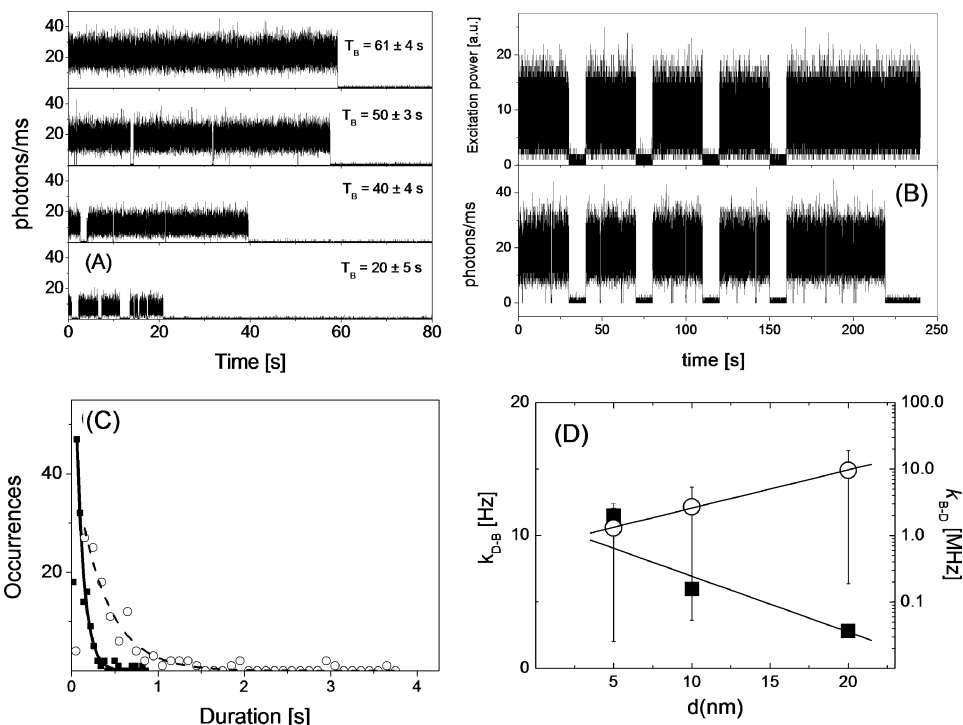 40
20
T_B = 61 ± 4 s
40
20
T_B = 50 ± 3 s
40
20
T_B = 40 ± 4 s
40
20
(A)
T_B = 20 ± 5 s
photons/ms
0 20 40 60 80
Time [s]
Excitation power [a.u.]
20
10
0
(B)
photons/ms
40
20
0
0 50 100 150 200 250
time [s]
(C)
Occurrences
40
20
0 1 2 3 4
Duration [s]
(D)
k_D-B [Hz]
20
10
0
k_B-D [MHz]
100.0
10.0
1.0
0.1
5 10 15 20
d(nm)